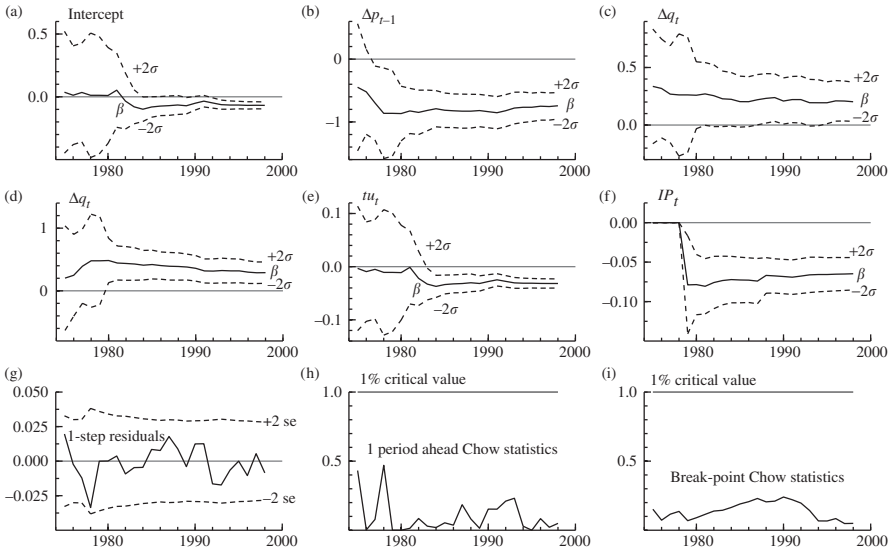 (a) Intercept
0.5
0.0
+2σ
β
−2σ
1980 1990 2000
(b) Δp_{t−1}
0
−1
+2σ
β
−2σ
1980 1990 2000
(c) Δq_t
0.5
0.0
+2σ
β
−2σ
1980 1990 2000
(d) Δq_t
1
0
+2σ
β
−2σ
1980 1990 2000
(e) tu_t
0.1
0.0
−0.1
+2σ
β
−2σ
1980 1990 2000
(f) IP_t
0.00
−0.05
−0.10
+2σ
β
−2σ
1980 1990 2000
(g)
0.050
0.000
−0.025
+2 se
1-step residuals
−2 se
1980 1990 2000
(h) 1% critical value
1.0
0.5
1 period ahead Chow statistics
1980 1990 2000
(i) 1% critical value
1.0
0.5
Break-point Chow statistics
1980 1990 2000